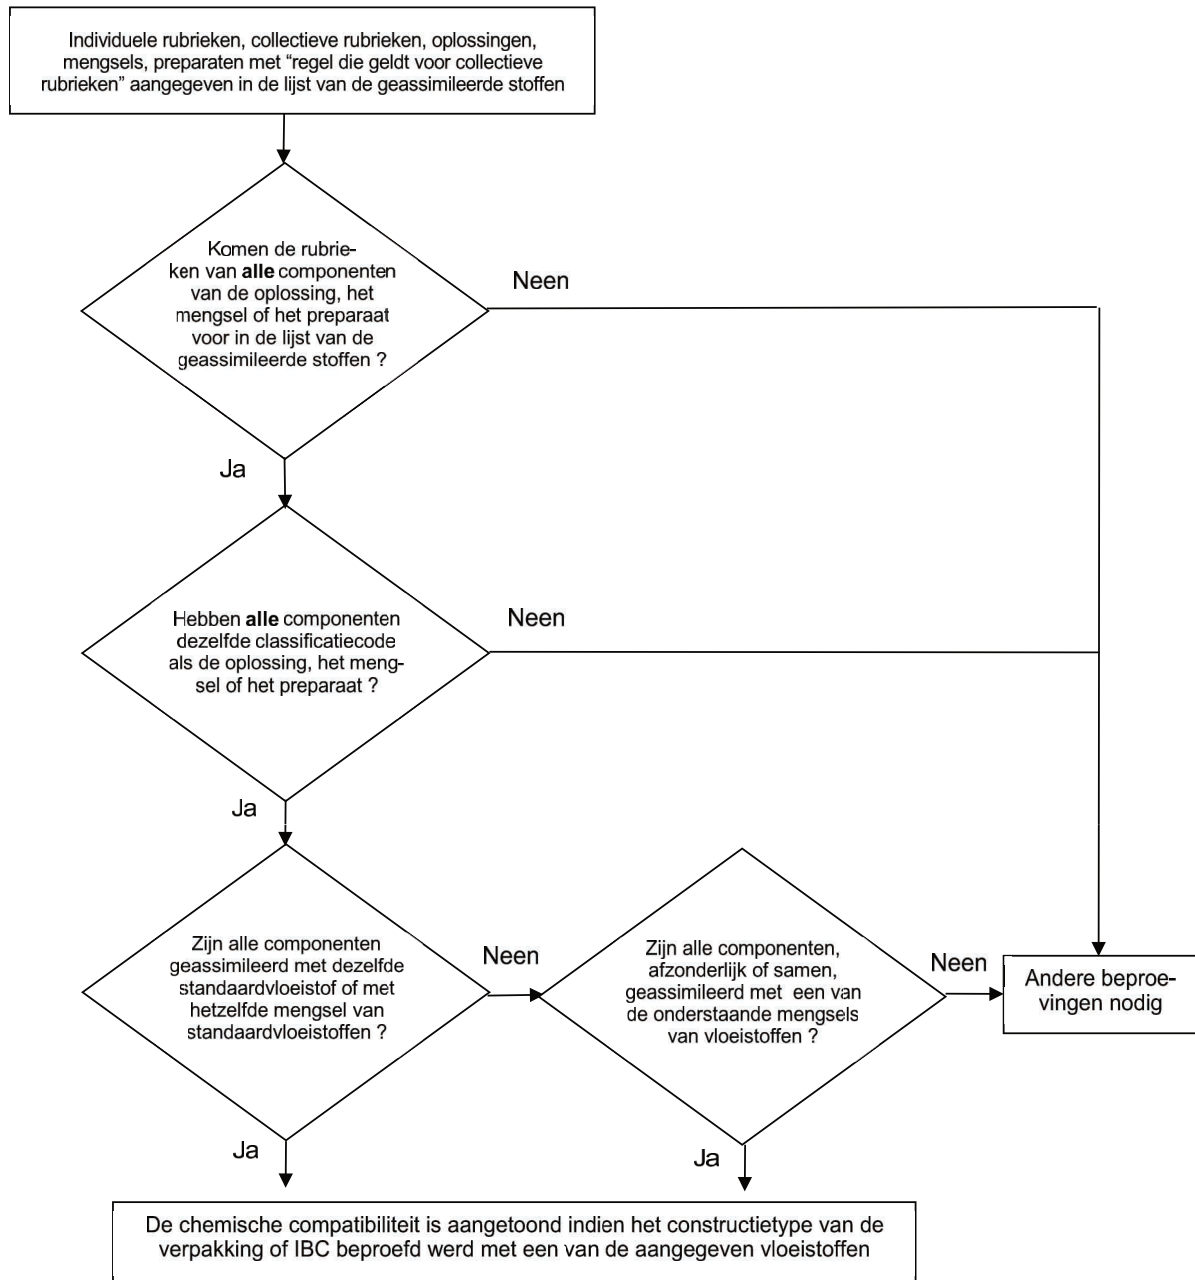 Individuele rubrieken, collectieve rubrieken, oplossingen,
mengsels, preparaten met “regel die geldt voor collectieve
rubrieken” aangegeven in de lijst van de geassimileerde stoffen
Komen de rubrie-
ken van alle componenten
van de oplossing, het
mengsel of het preparaat
voor in de lijst van de
geassimileerde stoffen ?
Neen
Ja
Hebben alle componenten
dezelfde classificatiecode
als de oplossing, het meng-
sel of het preparaat ?
Neen
Ja
Zijn alle componenten
geassimileerd met dezelfde
standaardvloeistof of met
hetzelfde mengsel van
standaardvloeistoffen ?
Neen
Zijn alle componenten,
afzonderlijk of samen,
geassimileerd met een van
de onderstaande mengsels
van vloeistoffen ?
Neen
Andere beproe-
vingen nodig
Ja
Ja
De chemische compatibiliteit is aangetoond indien het constructietype van de
verpakking of IBC beproefd werd met een van de aangegeven vloeistoffen